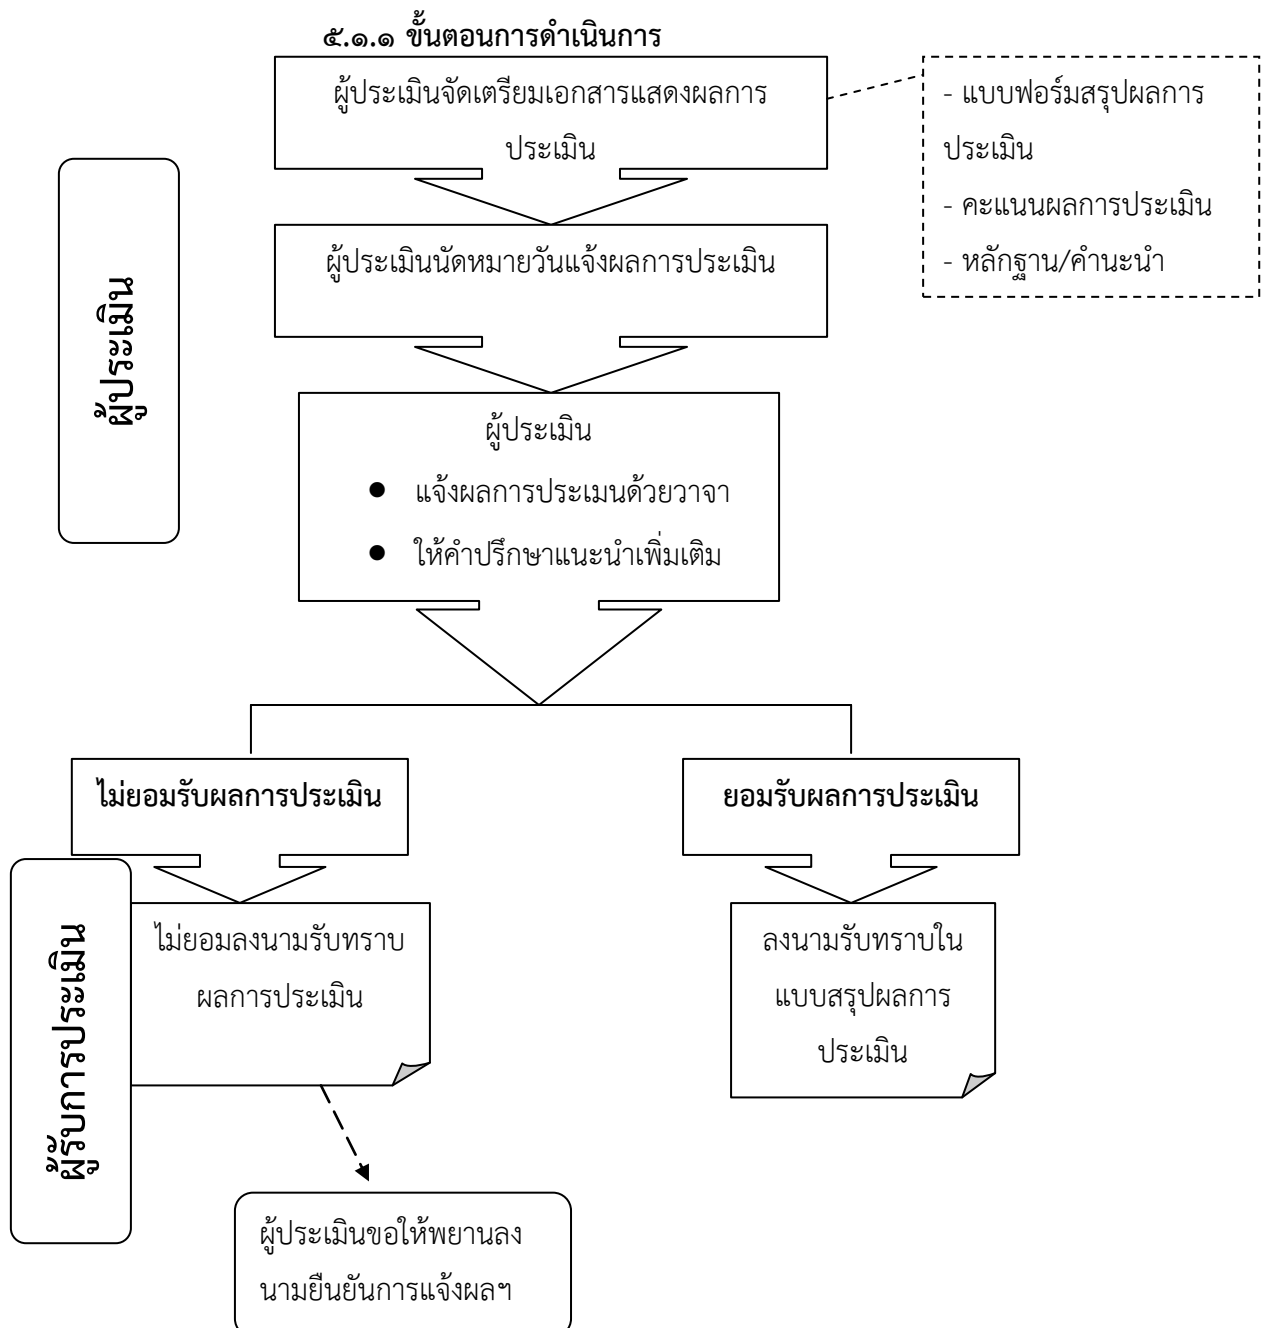 ๕.๑.๑ ขั้นตอนการดำเนินการ
ผู้ประเมินจัดเตรียมเอกสารแสดงผลการ
ประเมิน
- แบบฟอร์มสรุปผลการ
ประเมิน
- คะแนนผลการประเมิน
- หลักฐาน/คำนะนำ
ผู้ประเมินนัดหมายวันแจ้งผลการประเมิน
ผู้ประเมิน
ผู้ประเมิน
● แจ้งผลการประเมนด้วยวาจา
● ให้คำปรึกษาแนะนำเพิ่มเติม
ไม่ยอมรับผลการประเมิน
ยอมรับผลการประเมิน
ผู้รับการประเมิน
ไม่ยอมลงนามรับทราบ
ผลการประเมิน
ลงนามรับทราบใน
แบบสรุปผลการ
ประเมิน
ผู้ประเมินขอให้พยานลง
นามยืนยันการแจ้งผลฯ